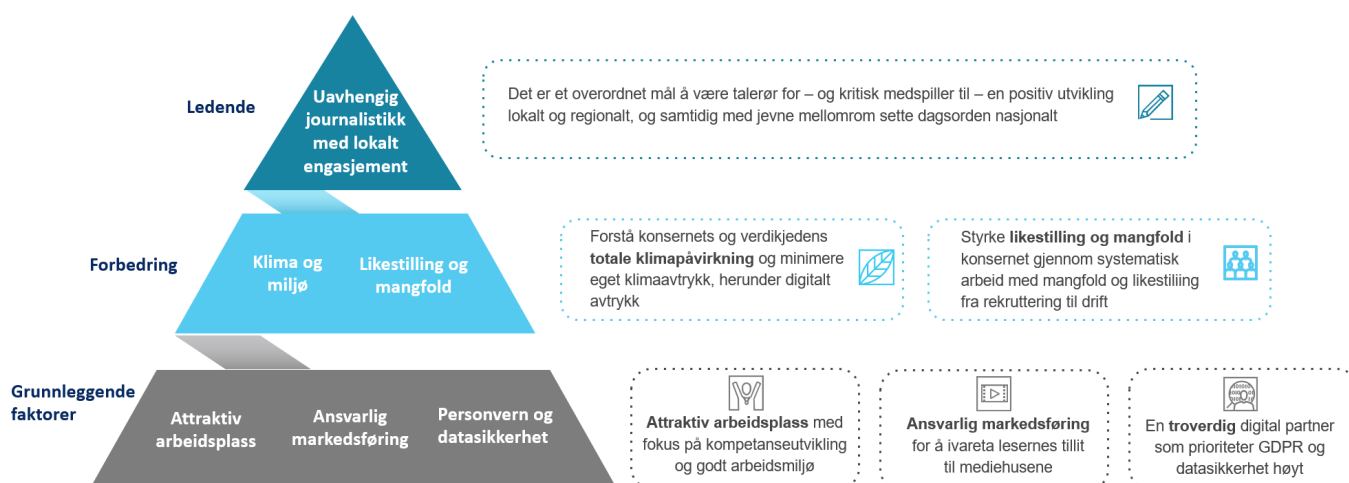 Ledende
Uavhengig
journalistikk
med lokalt
engasjement
Det er et overordnet mål å være talerør for – og kritisk medspiller til – en positiv utvikling
lokalt og regionalt, og samtidig med jevne mellomrom sette dagsorden nasjonalt
Forbedring
Klima og
miljø
Likestilling og
mangfold
Forstå konsernets og verdikjedens
totale klimapåvirkning og minimere
eget klimaavtrykk, herunder digitalt
avtrykk
Styrke likestilling og mangfold i
konsernet gjennom systematisk
arbeid med mangfold og likestiliing
fra rekruttering til drift
Grunnleggende
faktorer
Attraktiv
arbeidsplass
Ansvarlig
markedsføring
Personvern og
datasikkerhet
Attraktiv arbeidsplass med
fokus på kompetanseutvikling
og godt arbeidsmiljø
Ansvarlig markedsføring
for å ivareta lesernes tillit
til mediehusene
En troverdig digital partner
som prioriteter GDPR og
datasikkerhet høyt